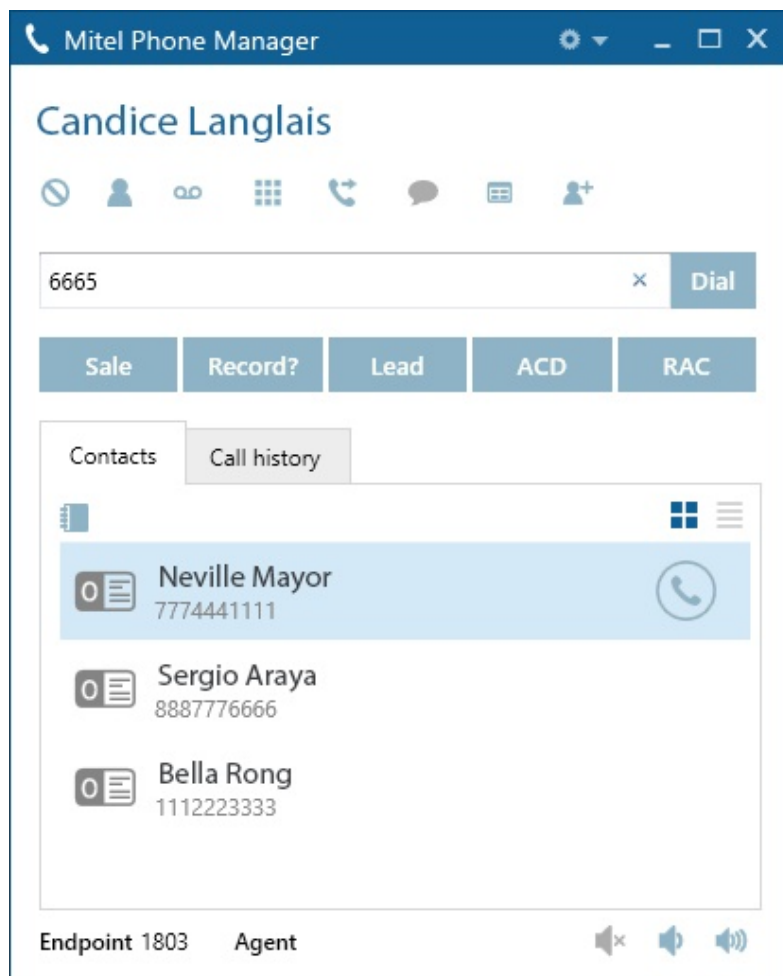 Mitel Phone Manager
Candice Langlais
6665 × Dial
Sale Record? Lead ACD RAC
Contacts Call history
Neville Mayor
7774441111
Sergio Araya
8887776666
Bella Rong
1112223333
Endpoint 1803 Agent